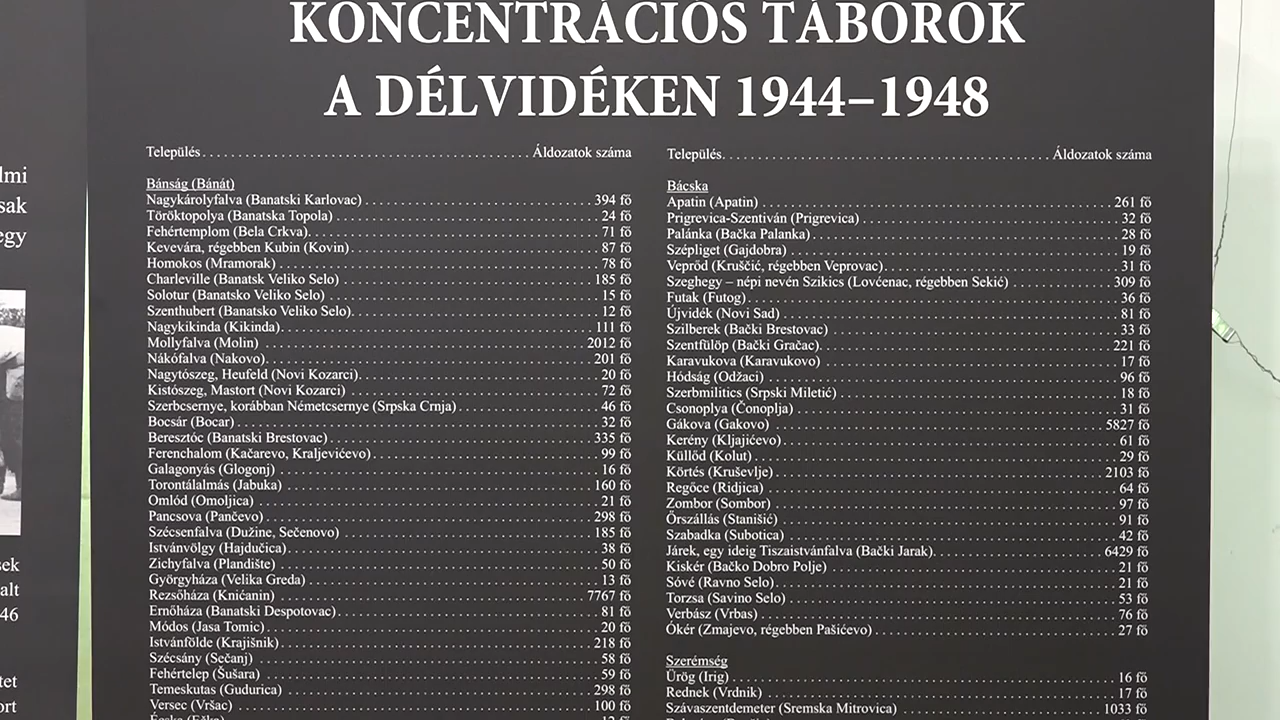 KONCENTRÁCIÓS TÁBOROK
A DÉLVIDÉKEN 1944–1948
Település Áldozatok száma
Bánság (Bánát)
Nagykárolyfalva (Banatski Karlovac) 394 fő
Töröktopolya (Banatska Topola) 24 fő
Fehértemplom (Bela Crkva) 71 fő
Kevevára, régebben Kubin (Kovin) 87 fő
Homokos (Mramorak) 78 fő
Charleville (Banatsk Veliko Selo) 185 fő
Solotur (Banatsko Veliko Selo) 15 fő
Szenthubert (Banatsko Veliko Selo) 12 fő
Nagykikinda (Kikinda) 111 fő
Mollyfalva (Molin) 2012 fő
Nákófalva (Nakovo) 201 fő
Nagytószeg, Heufeld (Novi Kozarci) 20 fő
Kistószeg, Mastort (Novi Kozarci) 72 fő
Szerbcsernye, korábban Németcsernye (Srpska Crnja) 46 fő
Bocsár (Bocar) 32 fő
Beresztóc (Banatski Brestovac) 335 fő
Ferenchalom (Kačarevo, Kraljevićevo) 99 fő
Galagonyás (Glogonj) 16 fő
Torontálalmás (Jabuka) 160 fő
Omlód (Omoljica) 21 fő
Pancsova (Pančevo) 298 fő
Szécsenfalva (Dužine, Sečenovo) 185 fő
Istvánvölgy (Hajdučica) 38 fő
Zichyfalva (Plandište) 50 fő
Györgyháza (Velika Greda) 13 fő
Rezsőháza (Knićanin) 7767 fő
Ernőháza (Banatski Despotovac) 81 fő
Módos (Jasa Tomic) 20 fő
Istvánfölde (Krajišnik) 218 fő
Szécsány (Sečanj) 58 fő
Fehértelep (Šušara) 59 fő
Temeskutas (Gudurica) 298 fő
Versec (Vršac) 100 fő
Település Áldozatok száma
Bácska
Apatin (Apatin) 261 fő
Prigrevica-Szentiván (Prigrevica) 32 fő
Palánka (Bačka Palanka) 28 fő
Szépliget (Gajdobra) 19 fő
Vepröd (Kruščić, régebben Veprovac) 31 fő
Szeghegy – népi nevén Szikics (Lovćenac, régebben Sekić) 309 fő
Futak (Futog) 36 fő
Újvidék (Novi Sad) 81 fő
Szilberek (Bački Brestovac) 33 fő
Szentfülöp (Bački Gračac) 221 fő
Karavukova (Karavukovo) 17 fő
Hódság (Odžaci) 96 fő
Szerbmilitics (Srpski Miletić) 18 fő
Csonoplya (Čonoplja) 31 fő
Gákova (Gakovo) 5827 fő
Kerény (Kljajićevo) 61 fő
Küllőd (Kolut) 29 fő
Körtés (Kruševlje) 2103 fő
Regőce (Ridjica) 64 fő
Zombor (Sombor) 97 fő
Őrszállás (Stanišić) 91 fő
Szabadka (Subotica) 42 fő
Járek, egy ideig Tiszaistvánfalva (Bački Jarak) 6429 fő
Kiskér (Bačko Dobro Polje) 21 fő
Sóvé (Ravno Selo) 21 fő
Torzsa (Savino Selo) 53 fő
Verbász (Vrbas) 76 fő
Ókér (Zmajevo, régebben Pašićevo) 27 fő
Szerémség
Ürög (Irig) 16 fő
Rednek (Vrdnik) 17 fő
Szávaszentdemeter (Sremska Mitrovica) 1033 fő